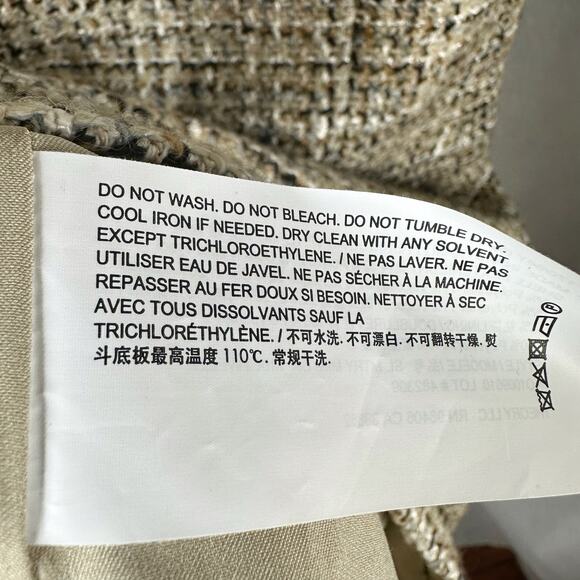 DO NOT WASH. DO NOT BLEACH. DO NOT TUMBLE DRY.
COOL IRON IF NEEDED. DRY CLEAN WITH ANY SOLVENT
EXCEPT TRICHLOROETHYLENE. / NE PAS LAVER. NE PAS
UTILISER EAU DE JAVEL. NE PAS SÉCHER À LA MACHINE.
REPASSER AU FER DOUX SI BESOIN. NETTOYER À SEC
AVEC TOUS DISSOLVANTS SAUF LA
TRICHLORÉTHYLÈNE. / 不可水洗. 不可漂白. 不可翻转干燥. 熨
斗底板最高温度 110℃. 常规干洗.